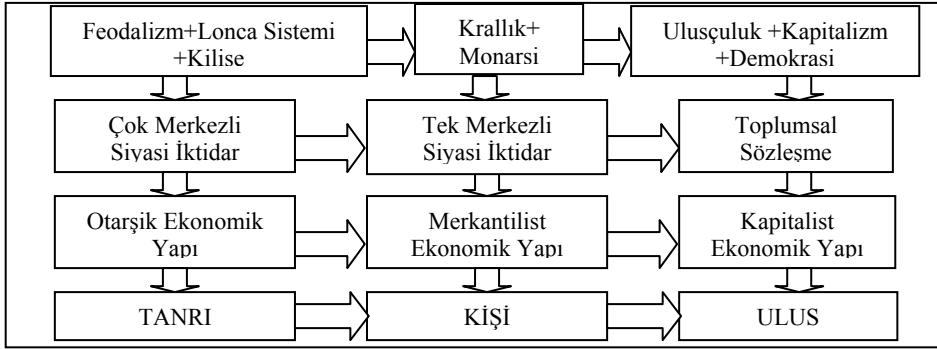 Feodalizm+Lonca Sistemi
+Kilise
Krallık+
Monarsi
Ulusçuluk +Kapitalizm
+Demokrasi
Çok Merkezli
Siyasi İktidar
Tek Merkezli
Siyasi İktidar
Toplumsal
Sözleşme
Otarşik Ekonomik
Yapı
Merkantilist
Ekonomik Yapı
Kapitalist
Ekonomik Yapı
TANRI
KİŞİ
ULUS